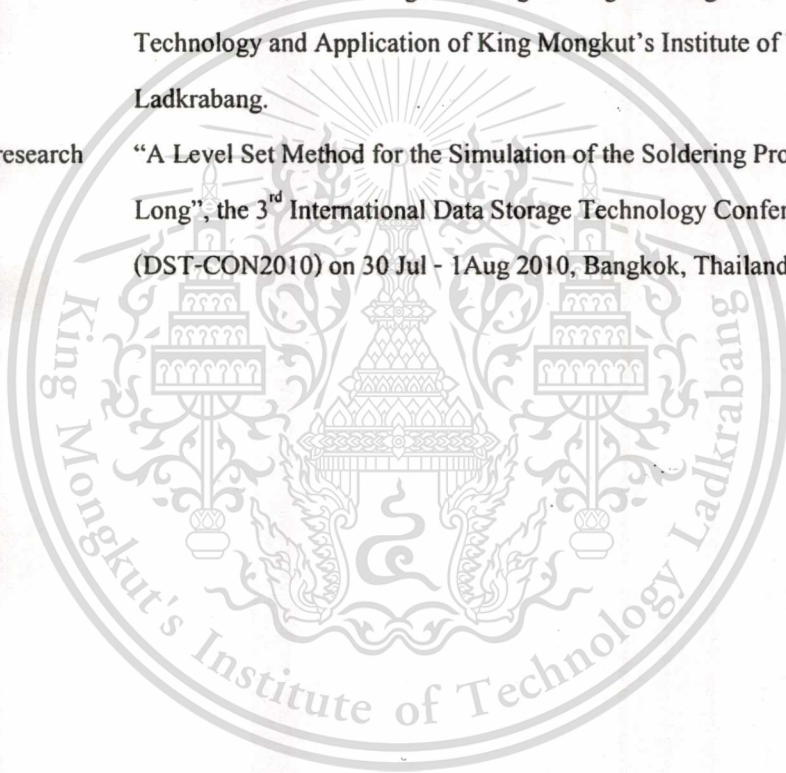 Technology and Application of King Mongkut's Institute of
Ladkrabang.
research "A Level Set Method for the Simulation of the Soldering Pro
Long", the 3rd International Data Storage Technology Confer
(DST-CON2010) on 30 Jul - 1Aug 2010, Bangkok, Thailand
King Mongkut's Institute of Technology Ladkrabang